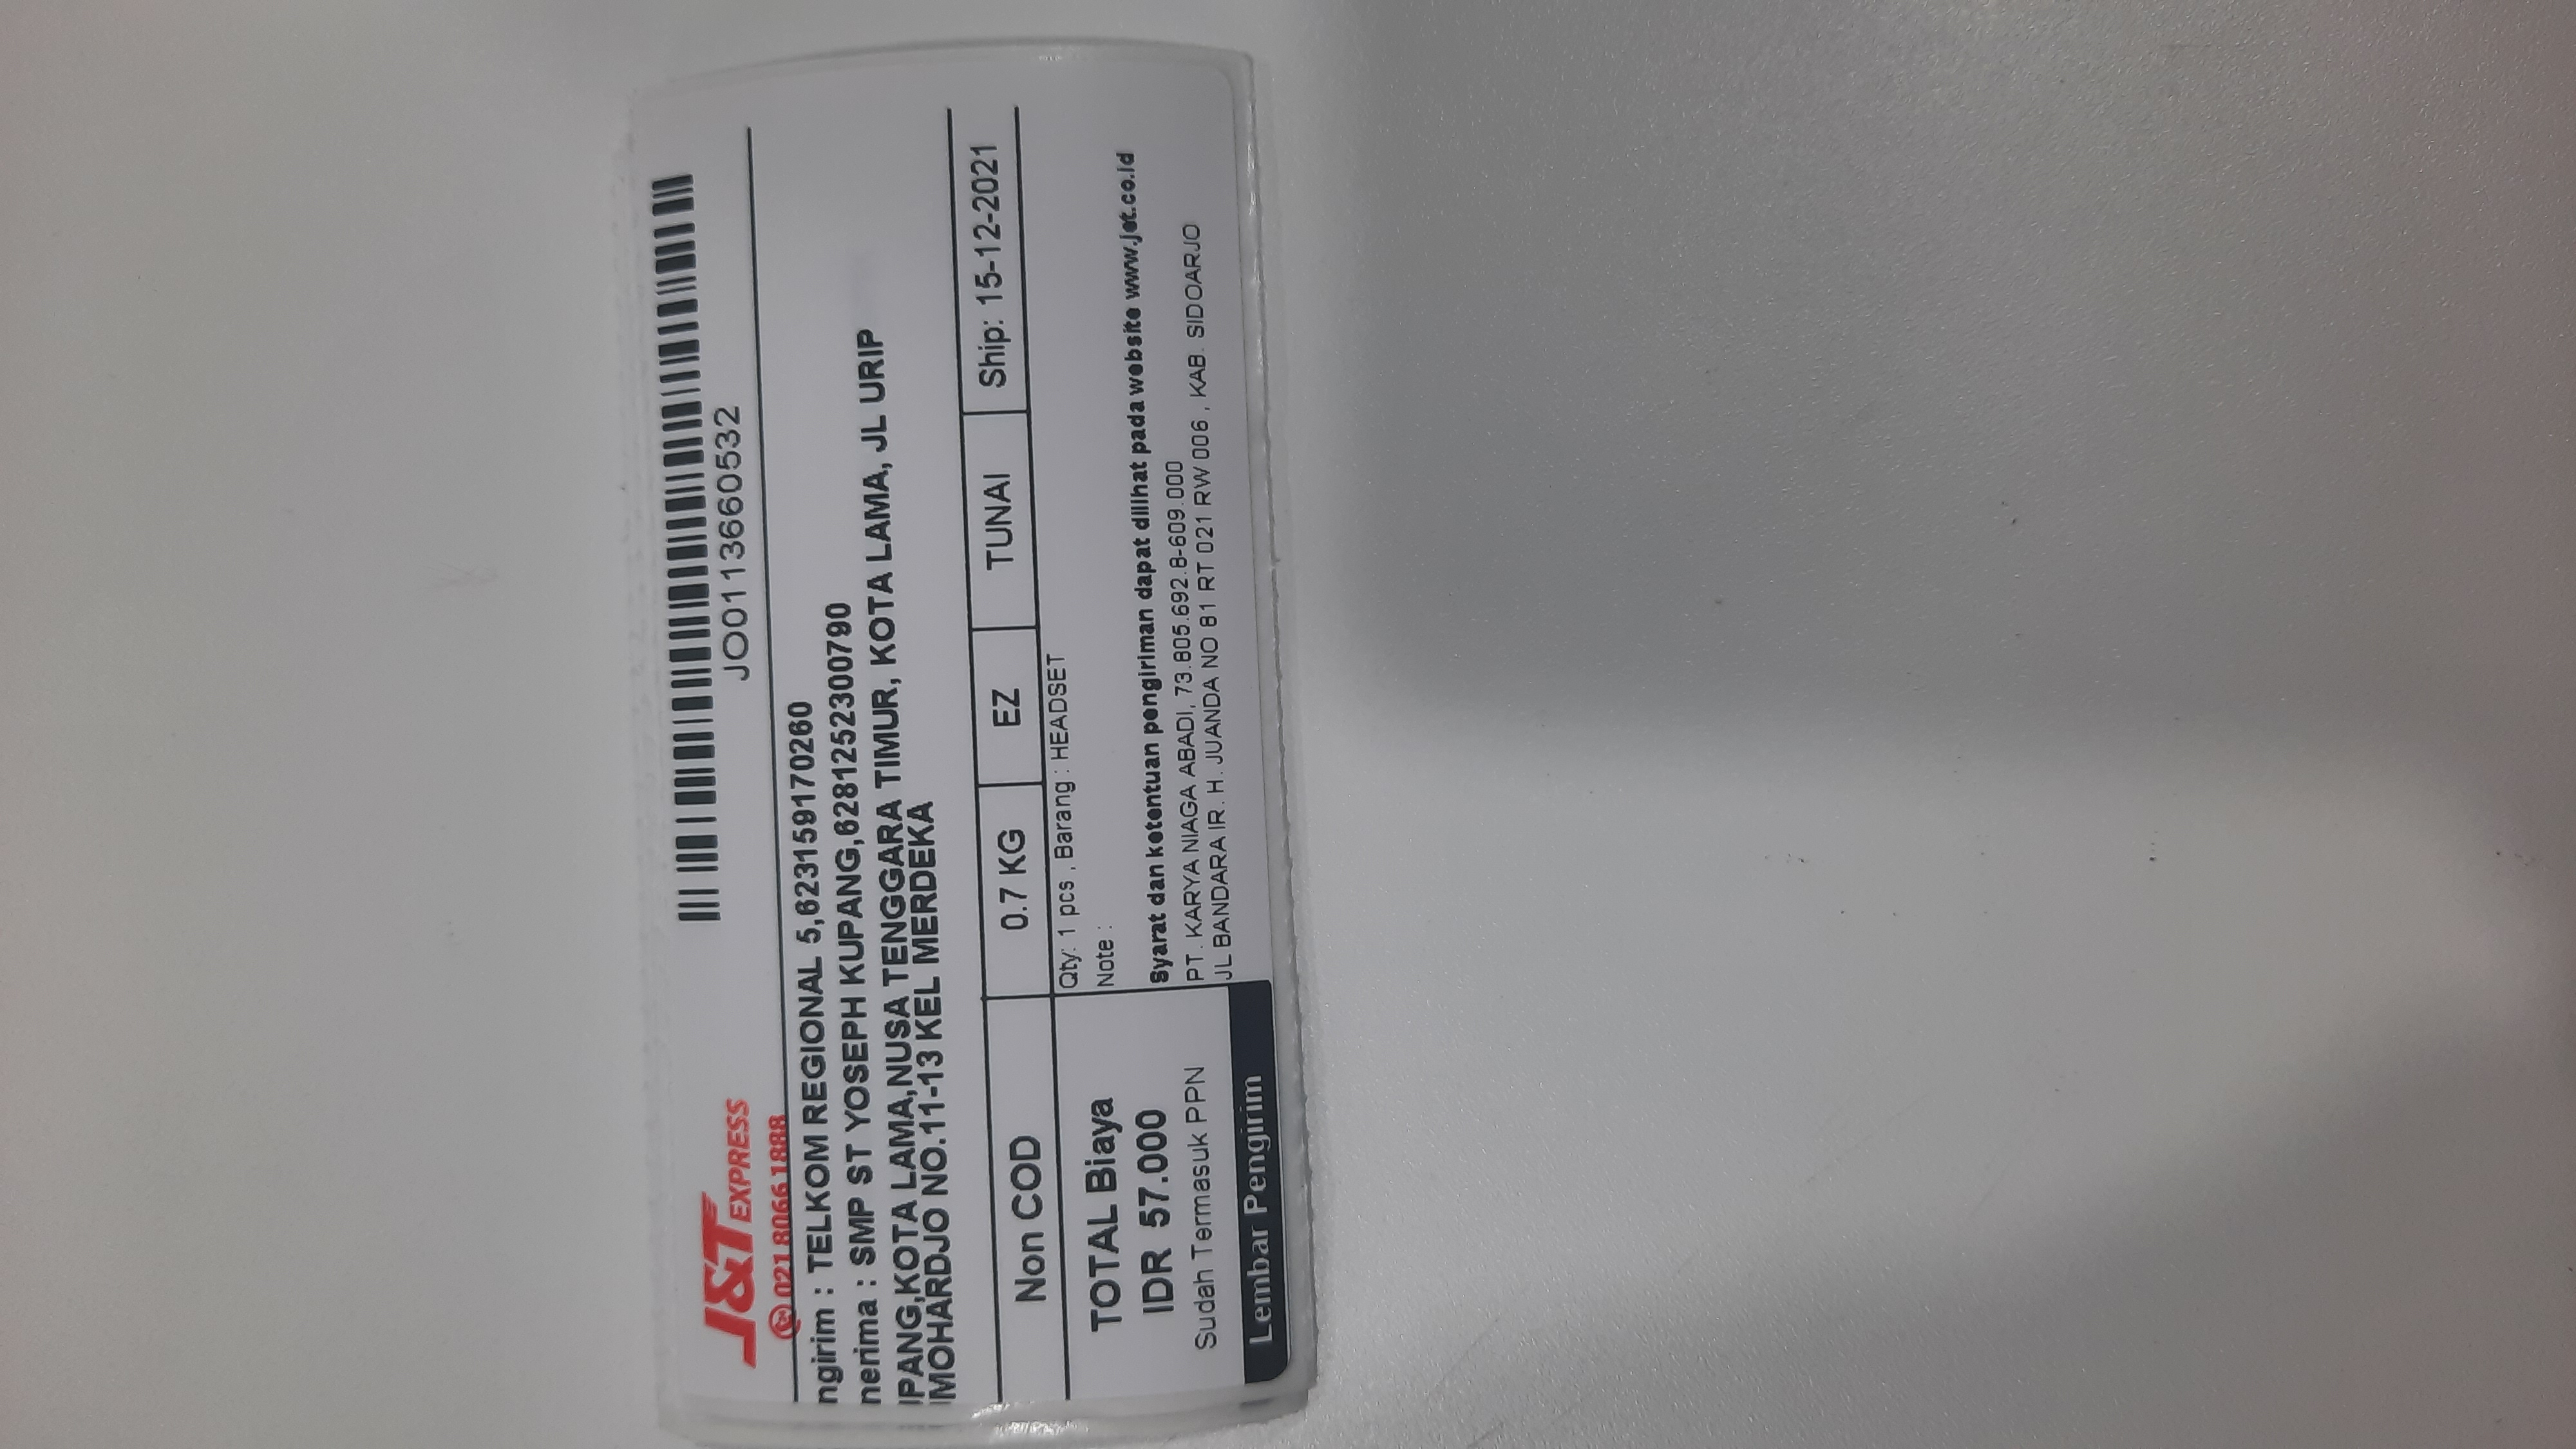 J&T EXPRESS
021 8066 1888
JO0113660532
ngirim : TELKOM REGIONAL 5,623159170260
nerima : SMP ST YOSEPH KUPANG,6281252300790
IPANG,KOTA LAMA,NUSA TENGGARA TIMUR, KOTA LAMA, JL URIP
MOHARDJO NO.11-13 KEL MERDEKA
Non COD 0.7 KG EZ TUNAI Ship: 15-12-2021
TOTAL Biaya
IDR 57.000
Sudah Termasuk PPN
Lembar Pengirim
Qty: 1 pcs , Barang : HEADSET
Note :
Syarat dan ketentuan pengiriman dapat dilihat pada website www.jet.co.id
PT. KARYA NIAGA ABADI, 73.805.692.8-609.000
JL BANDARA IR. H. JUANDA NO 81 RT 021 RW 006 , KAB. SIDOARJO